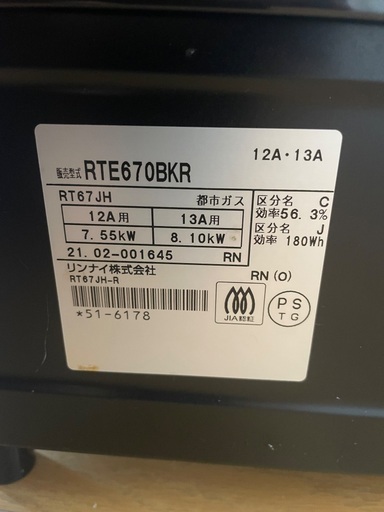 12A・13A
販売型式 RTE670BKR
RT67JH 都市ガス
12A用 13A用
7.55kW 8.10kW
区分名 C
効率56.3%
区分名 J
効率 180Wh
21.02-001645 RN
リンナイ株式会社
RT67JH-R
RN(O)
*51-6178
JIA認証
PS
TG